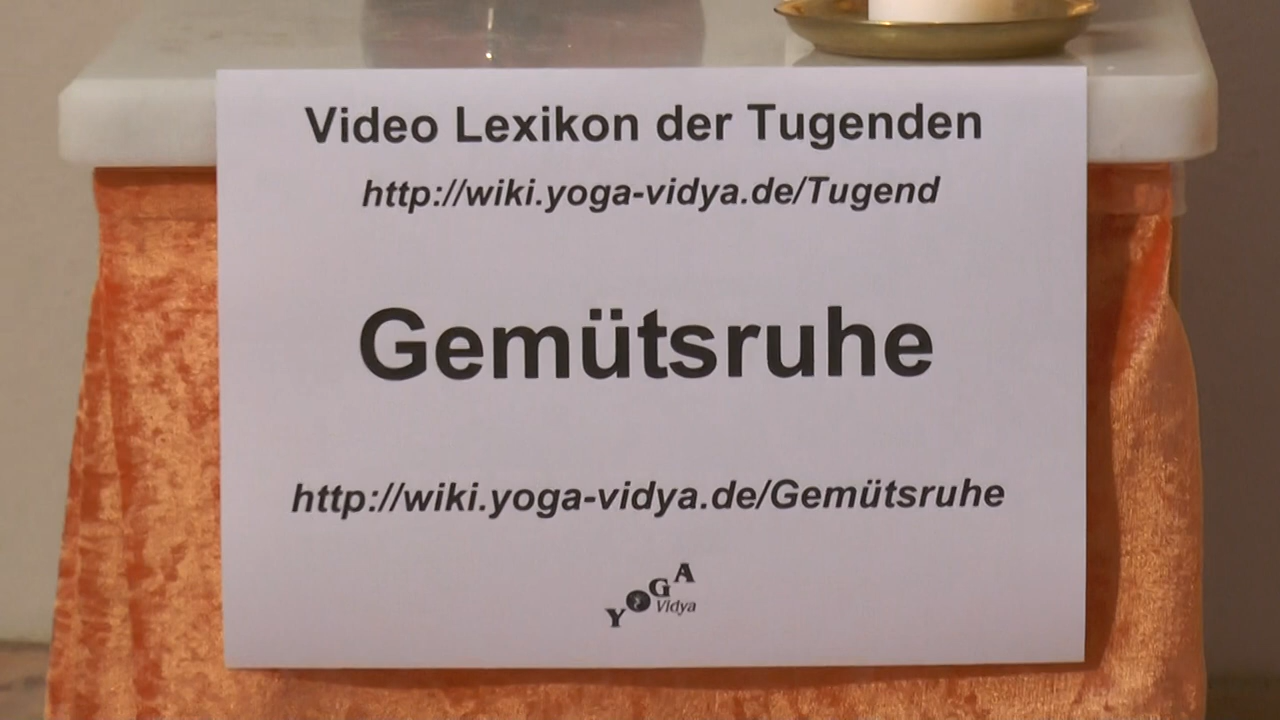 Video Lexikon der Tugenden
http://wiki.yoga-vidya.de/Tugend
Gemütsruhe
http://wiki.yoga-vidya.de/Gemütsruhe
YOGA
Vidya